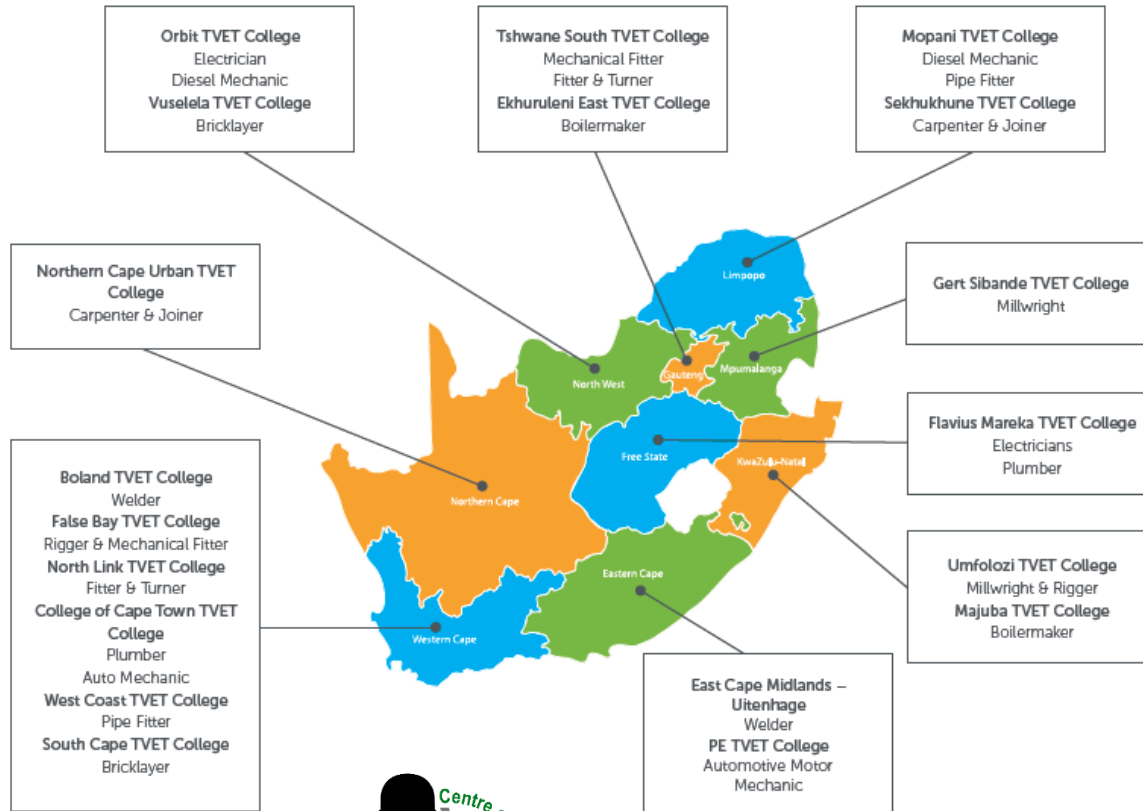 Orbit TVET College
Electrician
Diesel Mechanic
Vuselela TVET College
Bricklayer
Tshwane South TVET College
Mechanical Fitter
Fitter & Turner
Ekhuruleni East TVET College
Boilermaker
Mopani TVET College
Diesel Mechanic
Pipe Fitter
Sekhukhune TVET College
Carpenter & Joiner
Northern Cape Urban TVET
College
Carpenter & Joiner
Gert Sibande TVET College
Millwright
Limpopo
North West
Gauteng
Mpumalanga
Free State
KwaZulu-Natal
Northern Cape
Eastern Cape
Western Cape
Flavius Mareka TVET College
Electricians
Plumber
Boland TVET College
Welder
False Bay TVET College
Rigger & Mechanical Fitter
North Link TVET College
Fitter & Turner
College of Cape Town TVET
College
Plumber
Auto Mechanic
West Coast TVET College
Pipe Fitter
South Cape TVET College
Bricklayer
Umfolozi TVET College
Millwright & Rigger
Majuba TVET College
Boilermaker
East Cape Midlands –
Uitenhage
Welder
PE TVET College
Automotive Motor
Mechanic
Centre